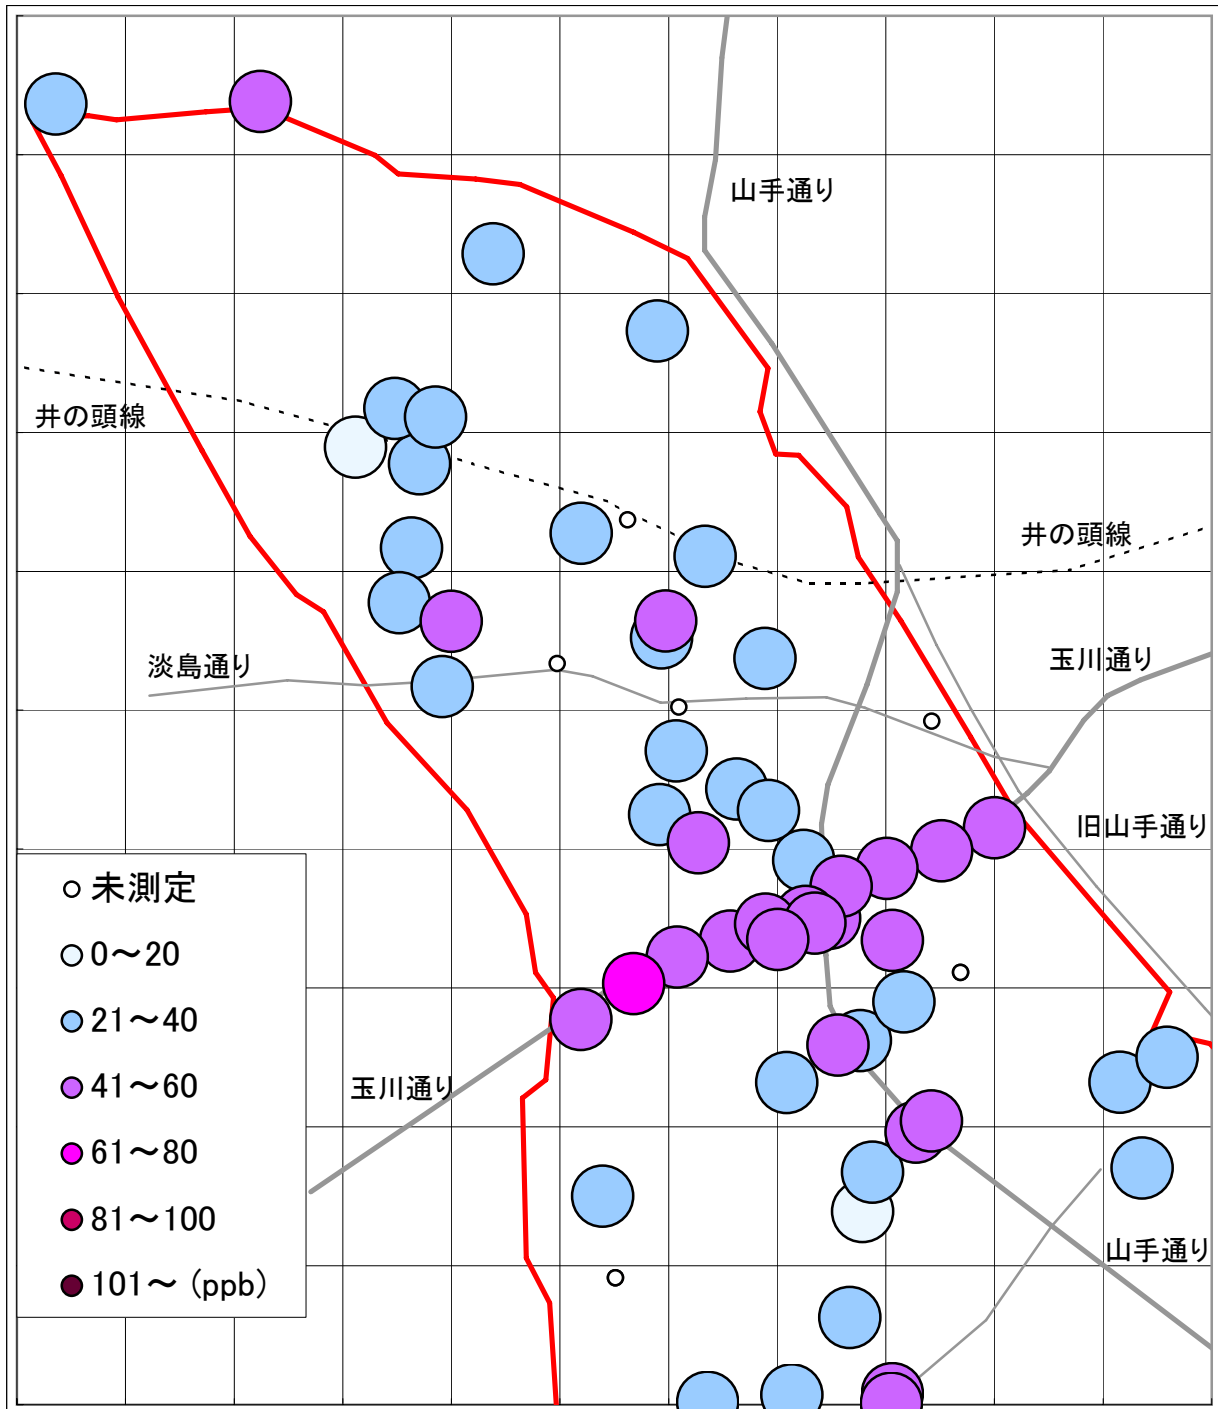 山手通り
井の頭線
井の頭線
淡島通り
玉川通り
旧山手通り
未測定
0～20
21～40
41～60
61～80
81～100
101～ (ppb)
玉川通り
山手通り